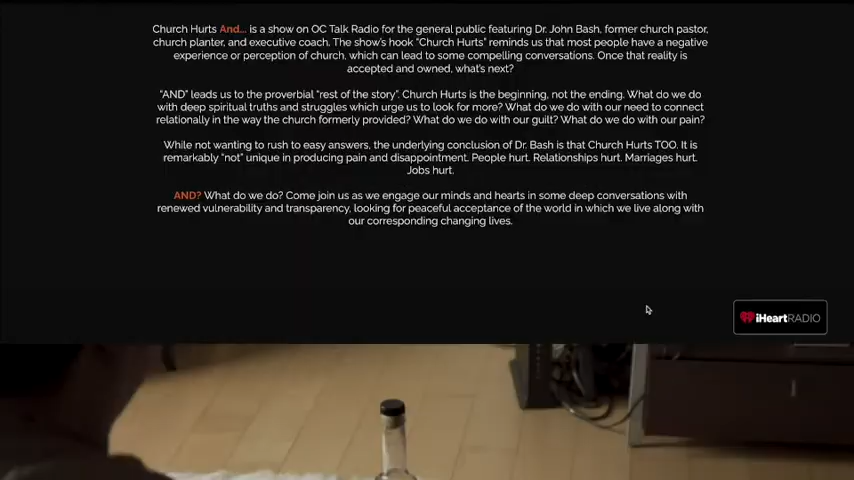 Church Hurts And... is a show on OC Talk Radio for the general public featuring Dr. John Bash, former church pastor,
church planter, and executive coach. The show's hook "Church Hurts" reminds us that most people have a negative
experience or perception of church, which can lead to some compelling conversations. Once that reality is
accepted and owned, what's next?
"AND" leads us to the proverbial "rest of the story". Church Hurts is the beginning, not the ending. What do we do
with deep spiritual truths and struggles which urge us to look for more? What do we do with our need to connect
relationally in the way the church formerly provided? What do we do with our guilt? What do we do with our pain?
While not wanting to rush to easy answers, the underlying conclusion of Dr. Bash is that Church Hurts TOO. It is
remarkably "not" unique in producing pain and disappointment. People hurt. Relationships hurt. Marriages hurt.
Jobs hurt.
AND? What do we do? Come join us as we engage our minds and hearts in some deep conversations with
renewed vulnerability and transparency, looking for peaceful acceptance of the world in which we live along with
our corresponding changing lives.
iHeartRADIO